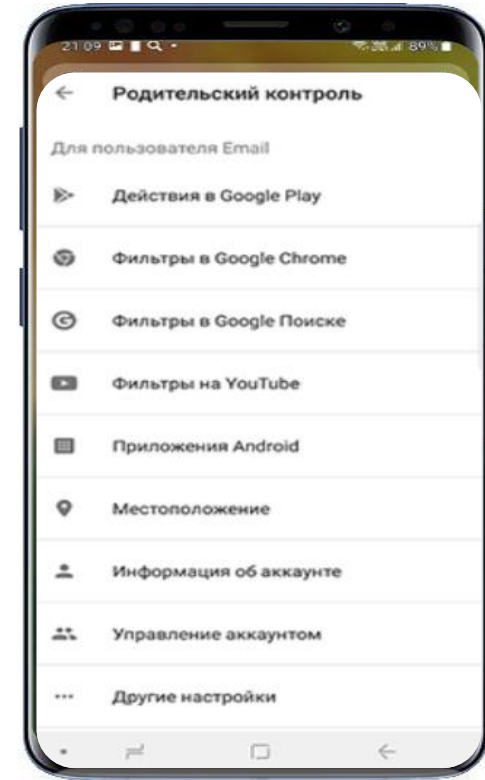 21:09 89%
Родительский контроль
Для пользователя Email
Действия в Google Play
Фильтры в Google Chrome
Фильтры в Google Поиске
Фильтры на YouTube
Приложения Android
Местоположение
Информация об аккаунте
Управление аккаунтом
Другие настройки